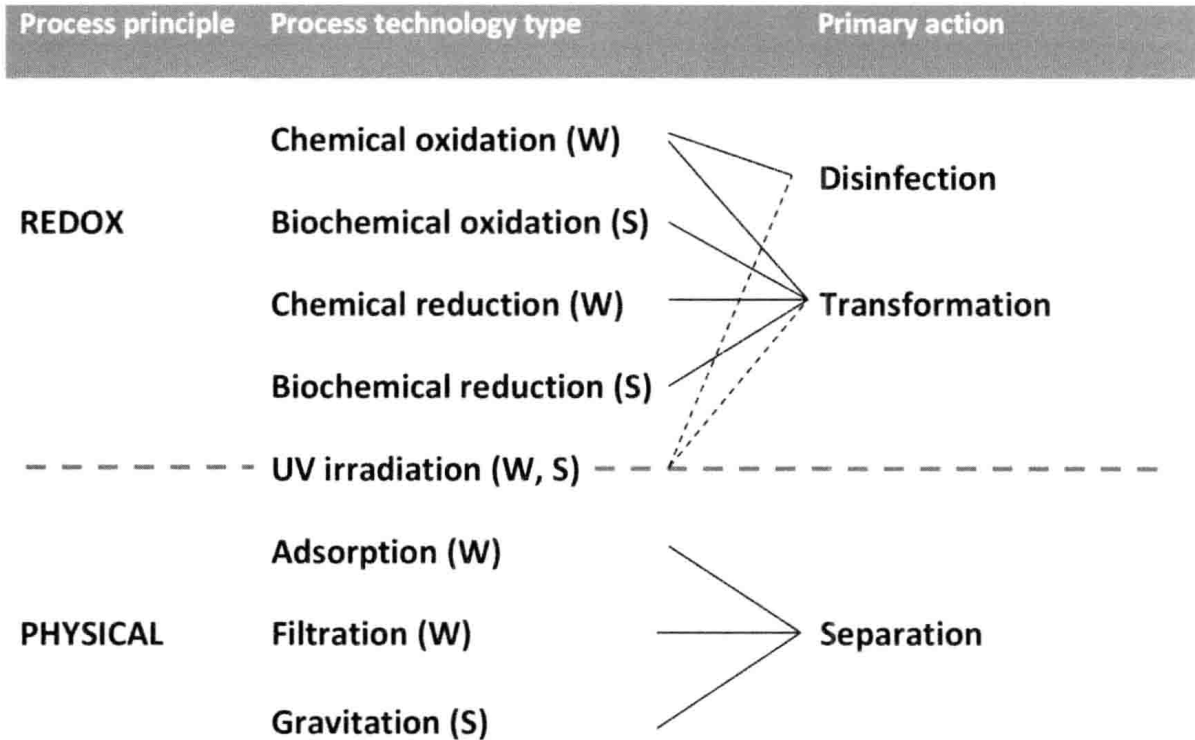 Process principle Process technology type Primary action
Chemical oxidation (W)
Disinfection
REDOX Biochemical oxidation (S)
Chemical reduction (W) Transformation
Biochemical reduction (S)
UV irradiation (W, S)
Adsorption (W)
PHYSICAL Filtration (W) Separation
Gravitation (S)